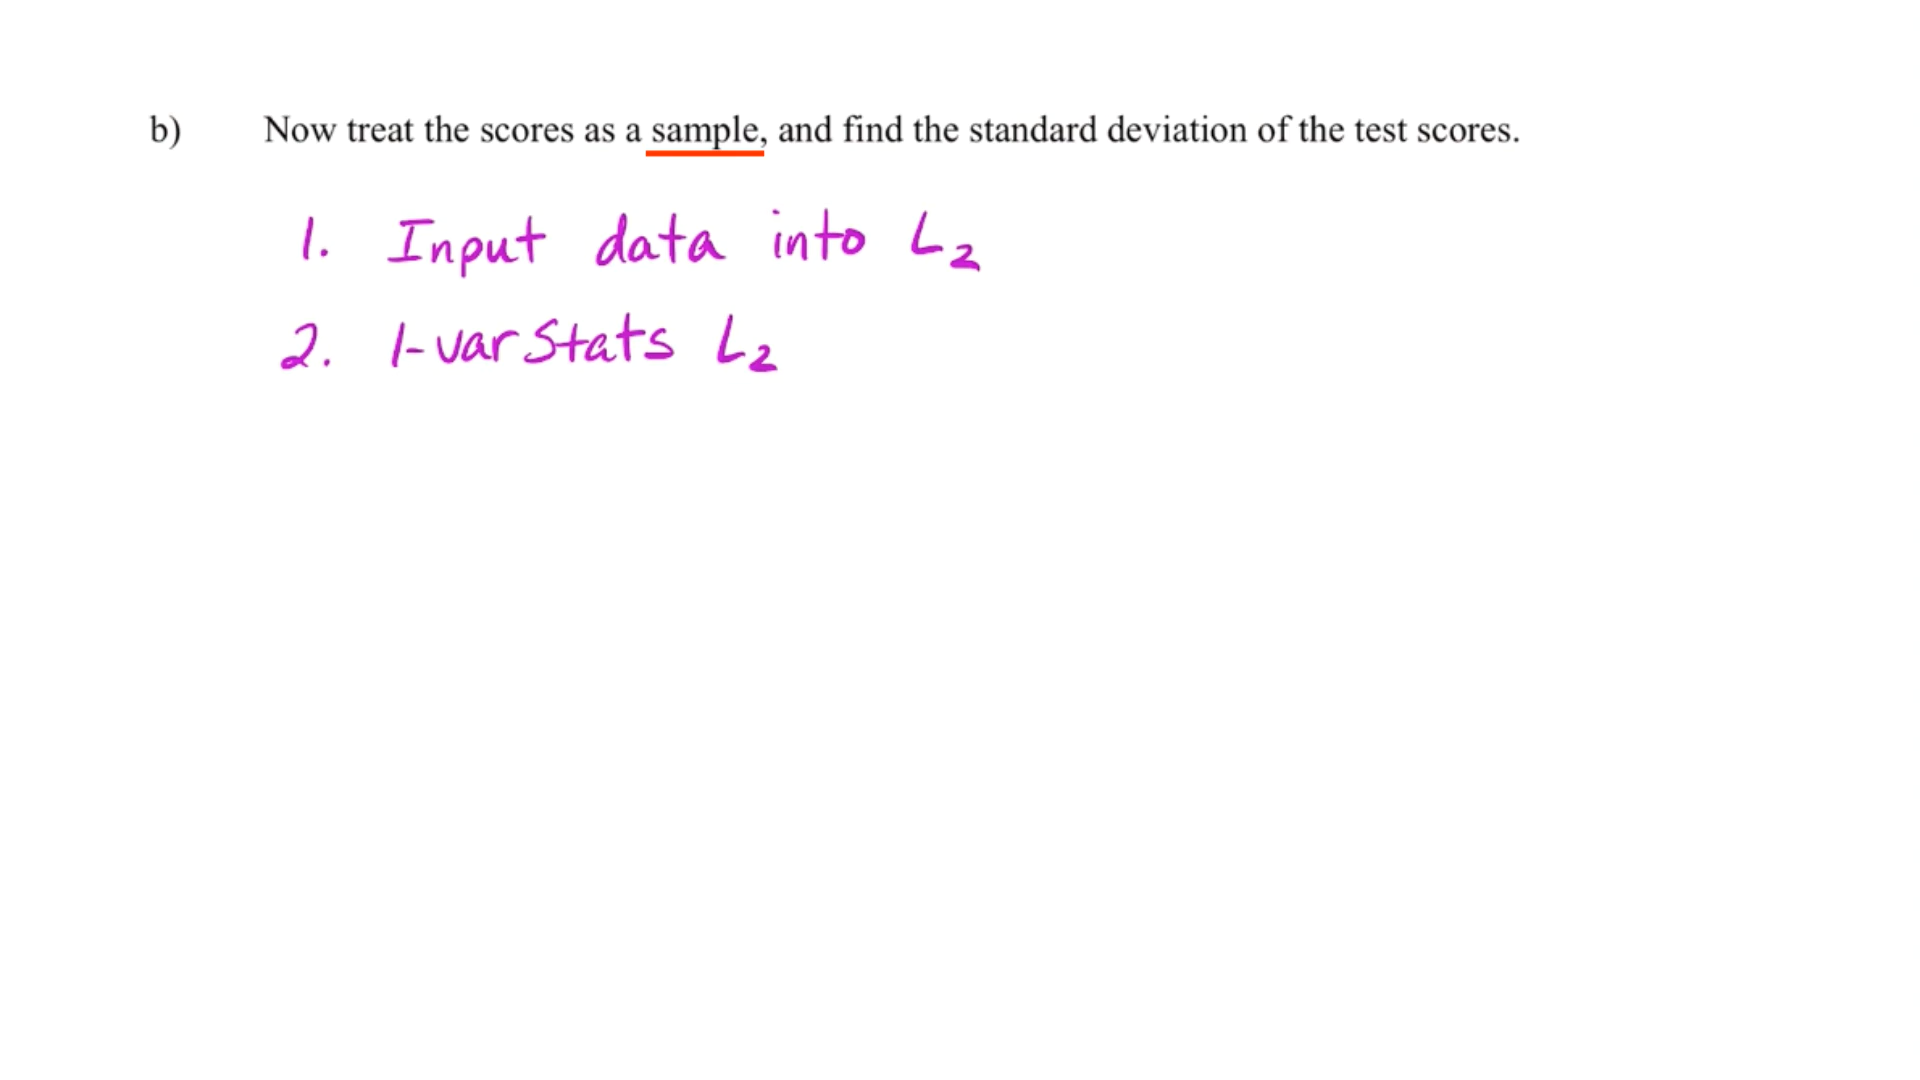 b) Now treat the scores as a sample, and find the standard deviation of the test scores.
1. Input data into L₂
2. 1-varStats L₂